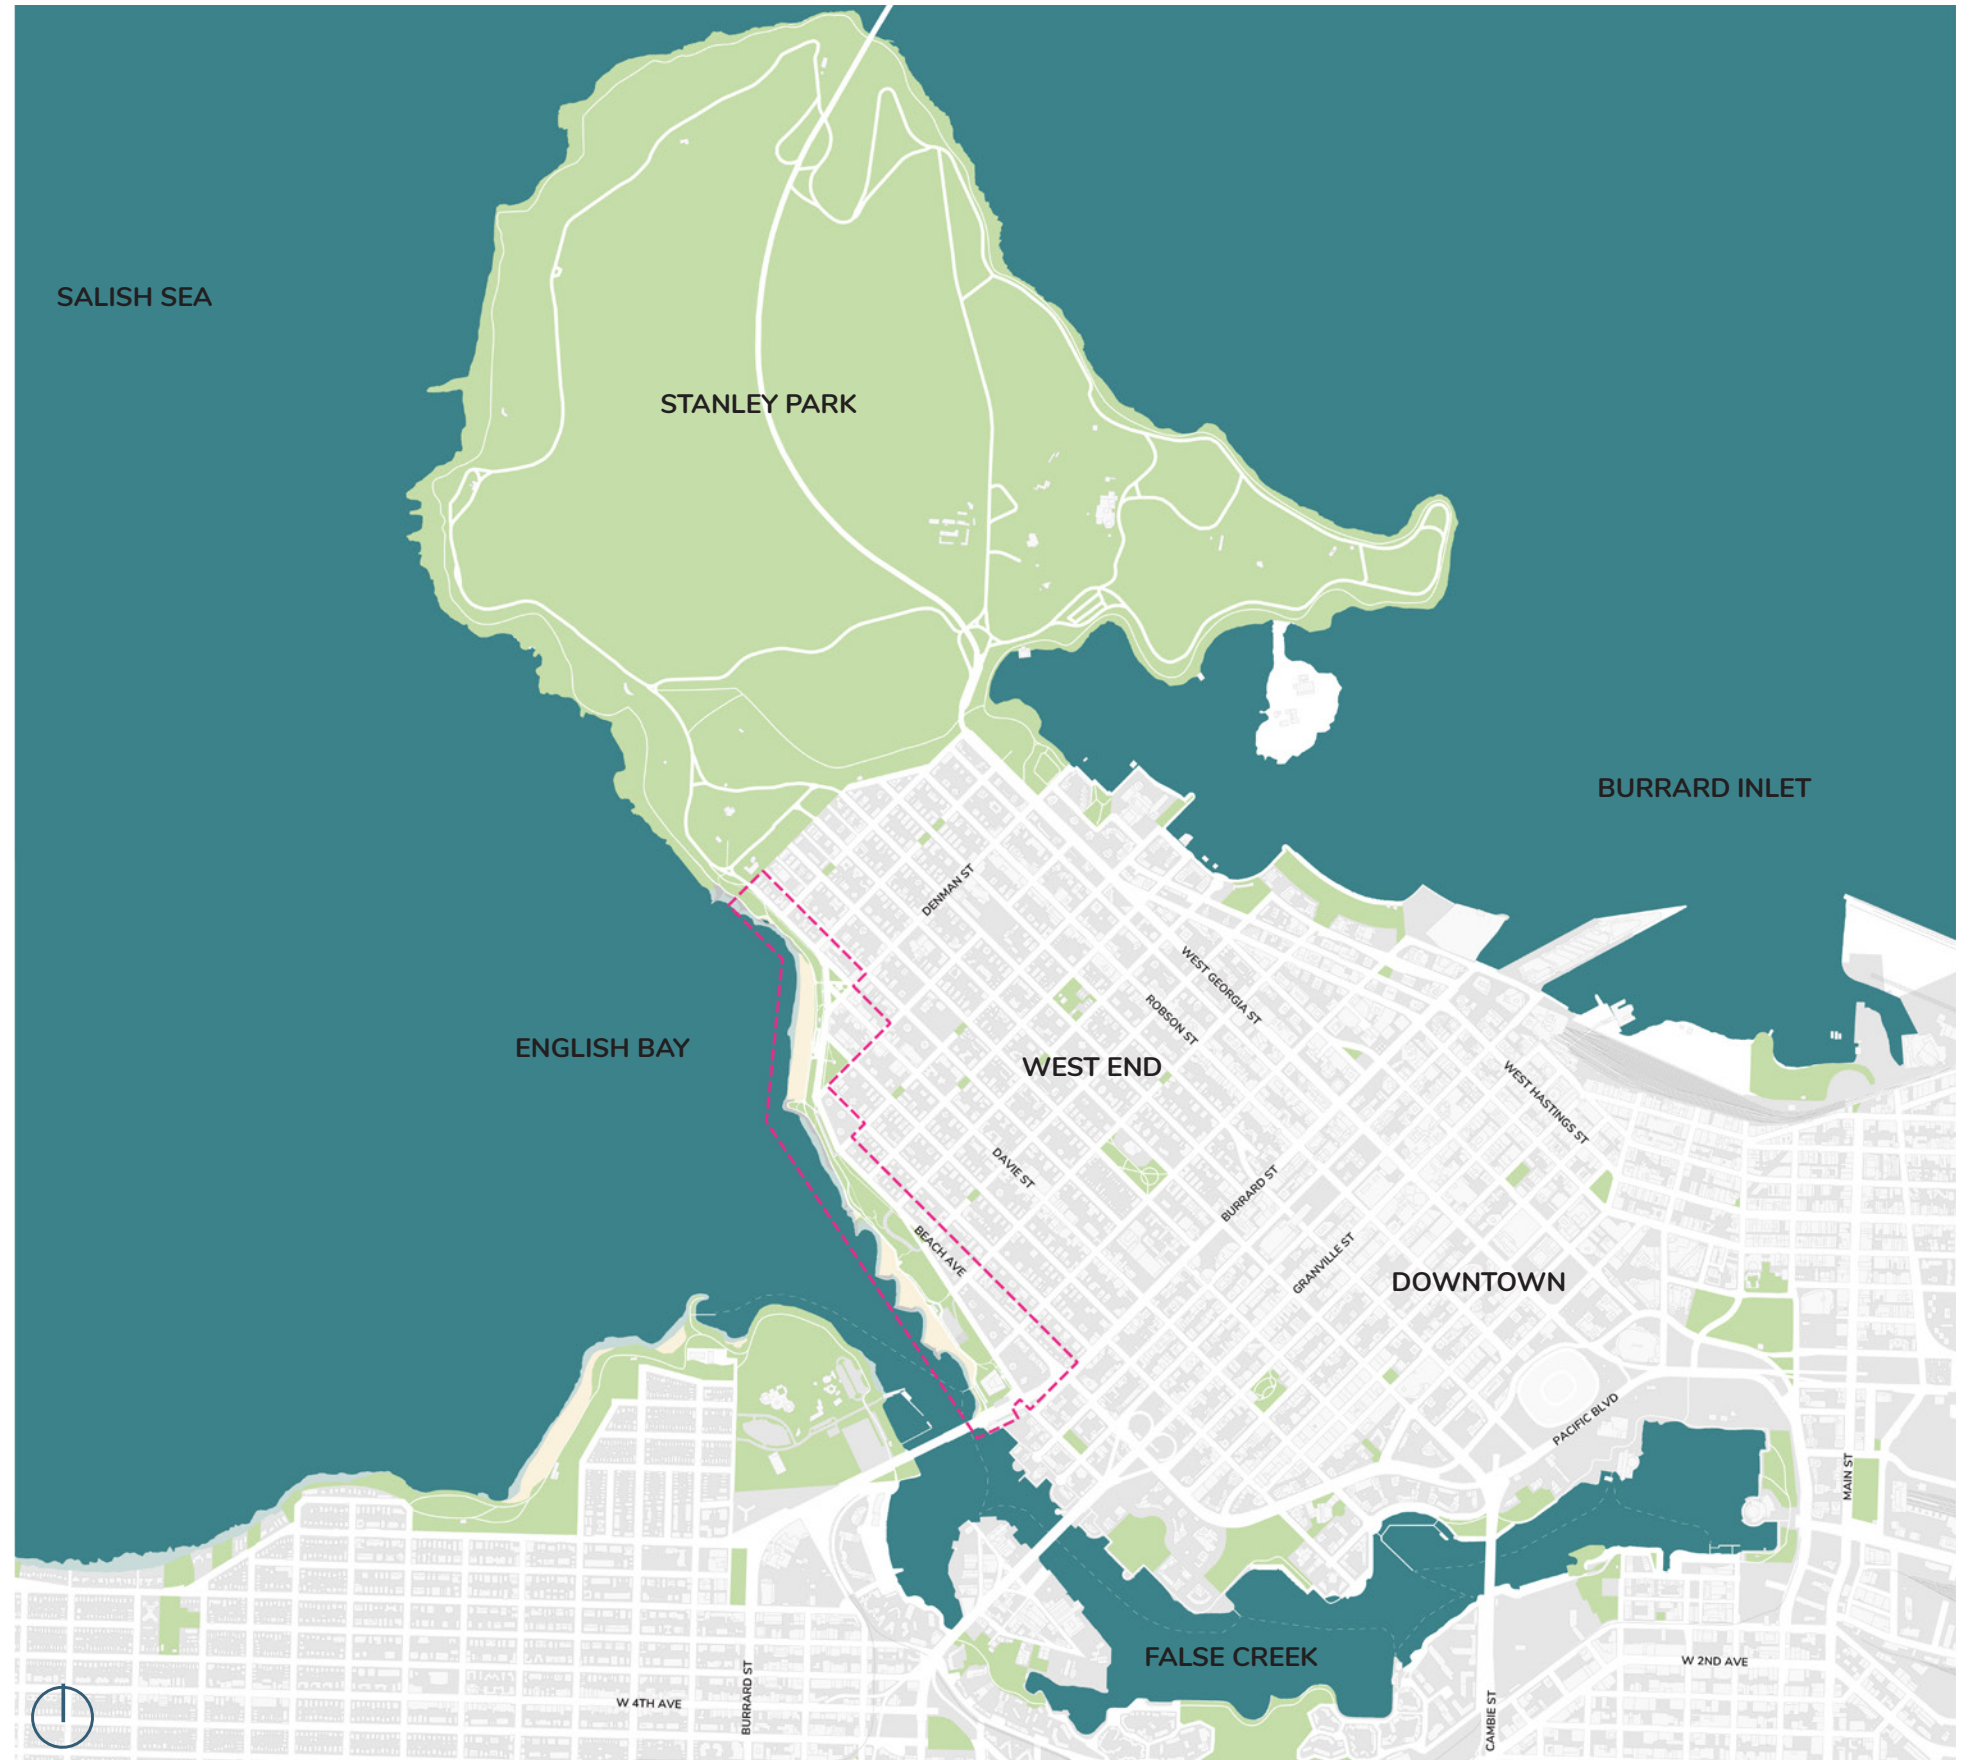 SALISH SEA
STANLEY PARK
BURRARD INLET
DENMAN ST
WEST GEORGIA ST
ROBSON ST
ENGLISH BAY
WEST END
WEST HASTINGS ST
DAVIE ST
BURRARD ST
BEACH AVE
GRANVILLE ST
DOWNTOWN
PACIFIC BLVD
MAIN ST
FALSE CREEK
W 2ND AVE
W 4TH AVE
BURRARD ST
CAMBIE ST